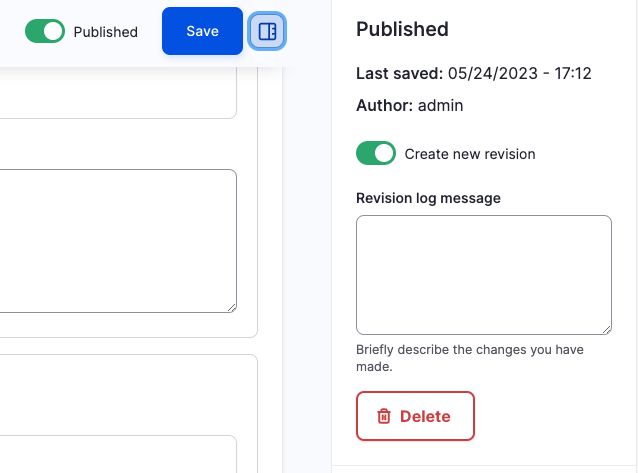 Published
Save
Published
Last saved: 05/24/2023 - 17:12
Author: admin
Create new revision
Revision log message
Briefly describe the changes you have
made.
Delete